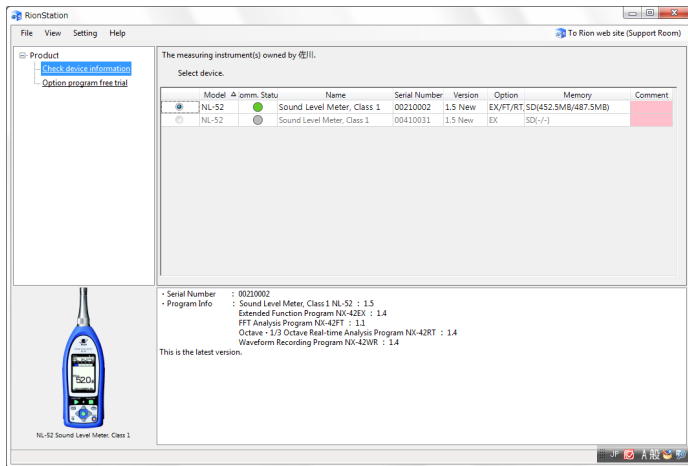 RionStation
File View Setting Help To Rion web site (Support Room)
Product
Check device information
Option program free trial
The measuring instrument(s) owned by 佐川.
Select device.
Model omm. Statu Name Serial Number Version Option Memory Comment
NL-52 Sound Level Meter, Class 1 00210002 1.5 New EX/FT/RT, SD(452.5MB/487.5MB)
NL-52 Sound Level Meter, Class 1 00410031 1.5 New EX SD(-/-)
・Serial Number : 00210002
・Program Info : Sound Level Meter, Class 1 NL-52 : 1.5
Extended Function Program NX-42EX : 1.4
FFT Analysis Program NX-42FT : 1.1
Octave・1/3 Octave Real-time Analysis Program NX-42RT : 1.4
Waveform Recording Program NX-42WR : 1.4
This is the latest version.
52.0
NL-52 Sound Level Meter, Class 1
JP A 般